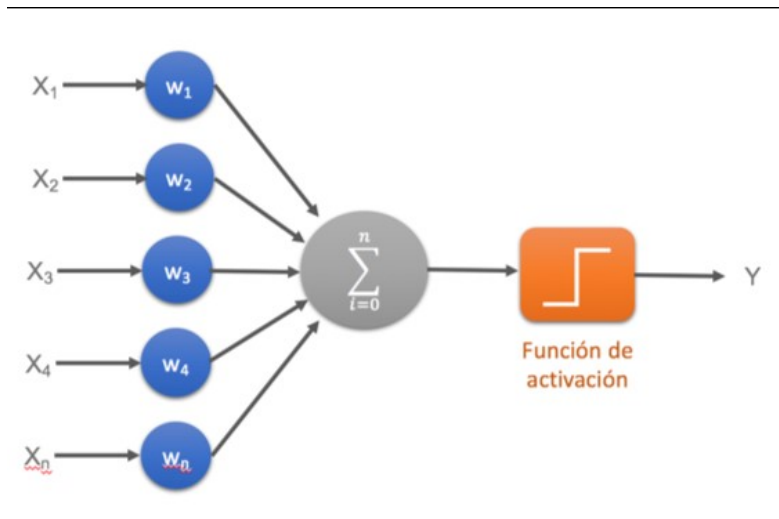 X₁ w₁
X₂ w₂
X₃ w₃
X₄ w₄
Xₙ wₙ
n
∑
i=0
Y
Función de
activación